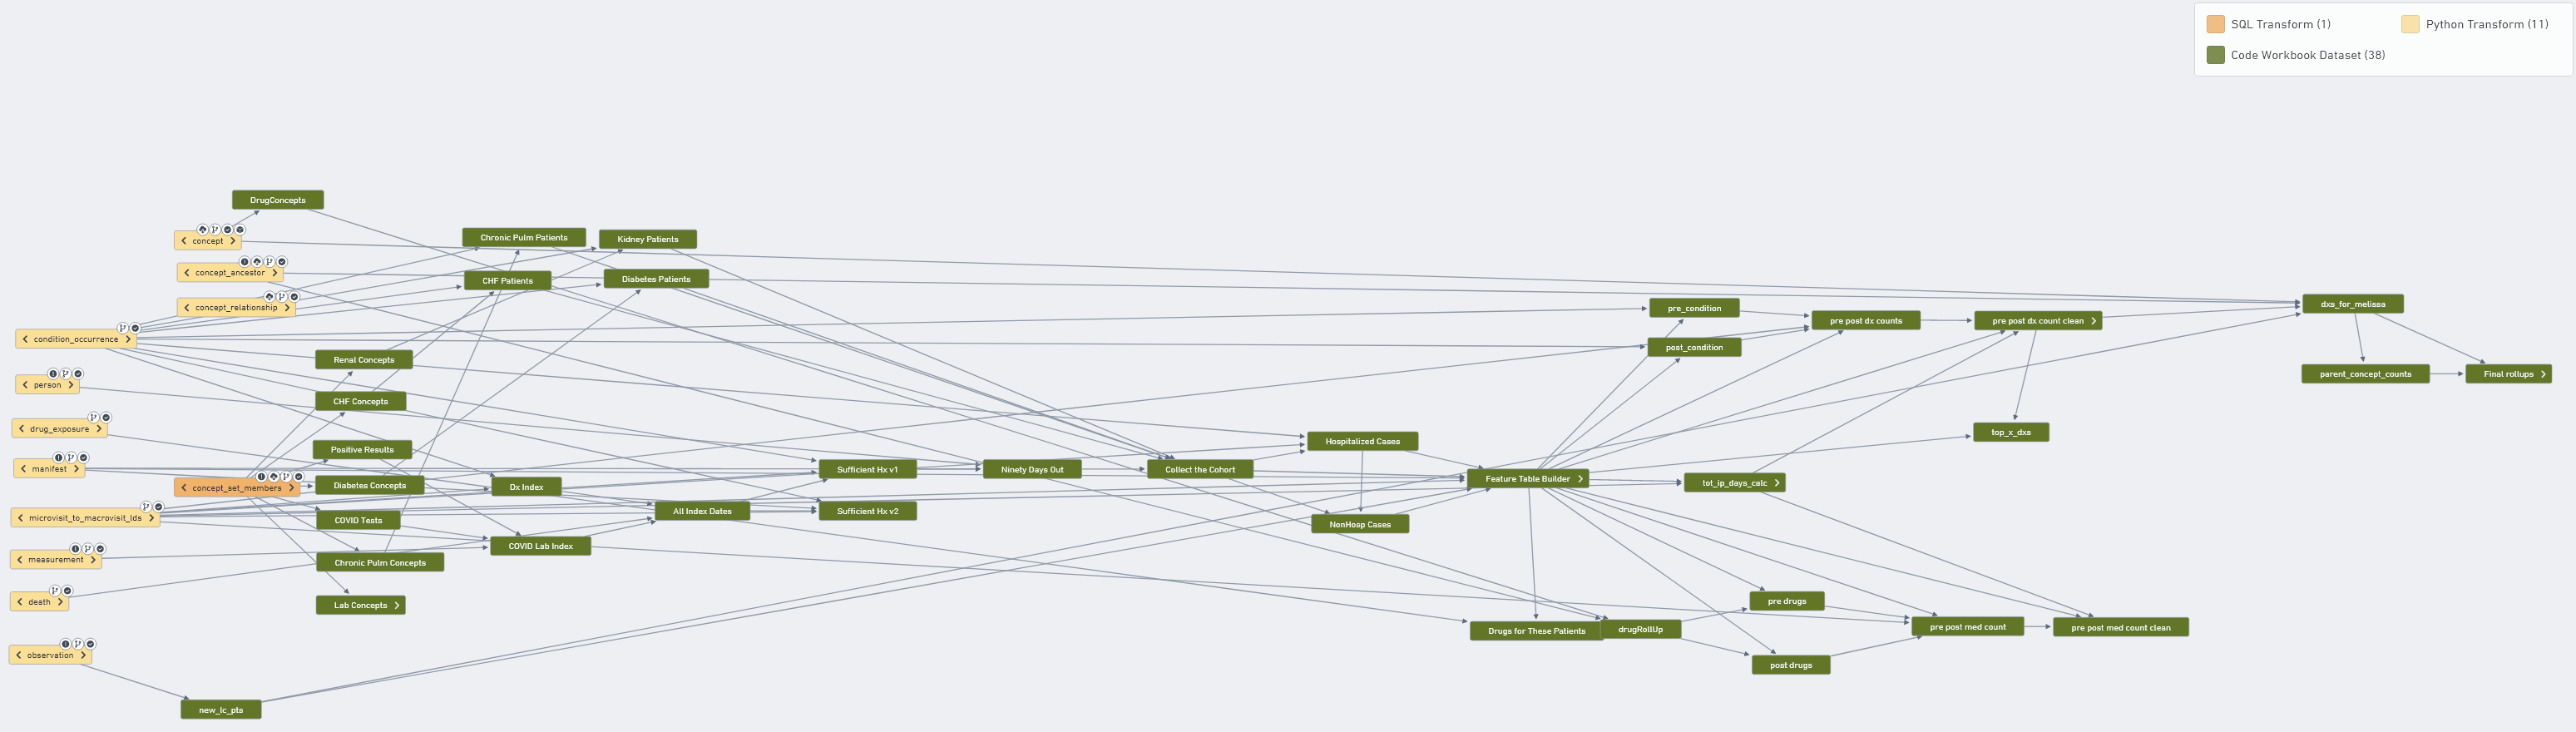 SQL Transform (1)
Python Transform (11)
Code Workbook Dataset (38)
DrugConcepts
concept
concept_ancestor
concept_relationship
condition_occurrence
person
drug_exposure
manifest
concept_set_members
microvisit_to_macrovisit_lds
measurement
death
observation
new_lc_pts
Renal Concepts
CHF Concepts
Positive Results
Diabetes Concepts
COVID Tests
Chronic Pulm Concepts
Lab Concepts
Chronic Pulm Patients
CHF Patients
Kidney Patients
Diabetes Patients
Dx Index
COVID Lab Index
All Index Dates
Sufficient Hx v1
Sufficient Hx v2
Ninety Days Out
Collect the Cohort
Hospitalized Cases
NonHosp Cases
Feature Table Builder
Drugs for These Patients
drugRollUp
pre_condition
post_condition
tot_ip_days_calc
pre drugs
post drugs
pre post dx counts
pre post med count
pre post dx count clean
top_x_dxs
pre post med count clean
dxs_for_melissa
parent_concept_counts
Final rollups